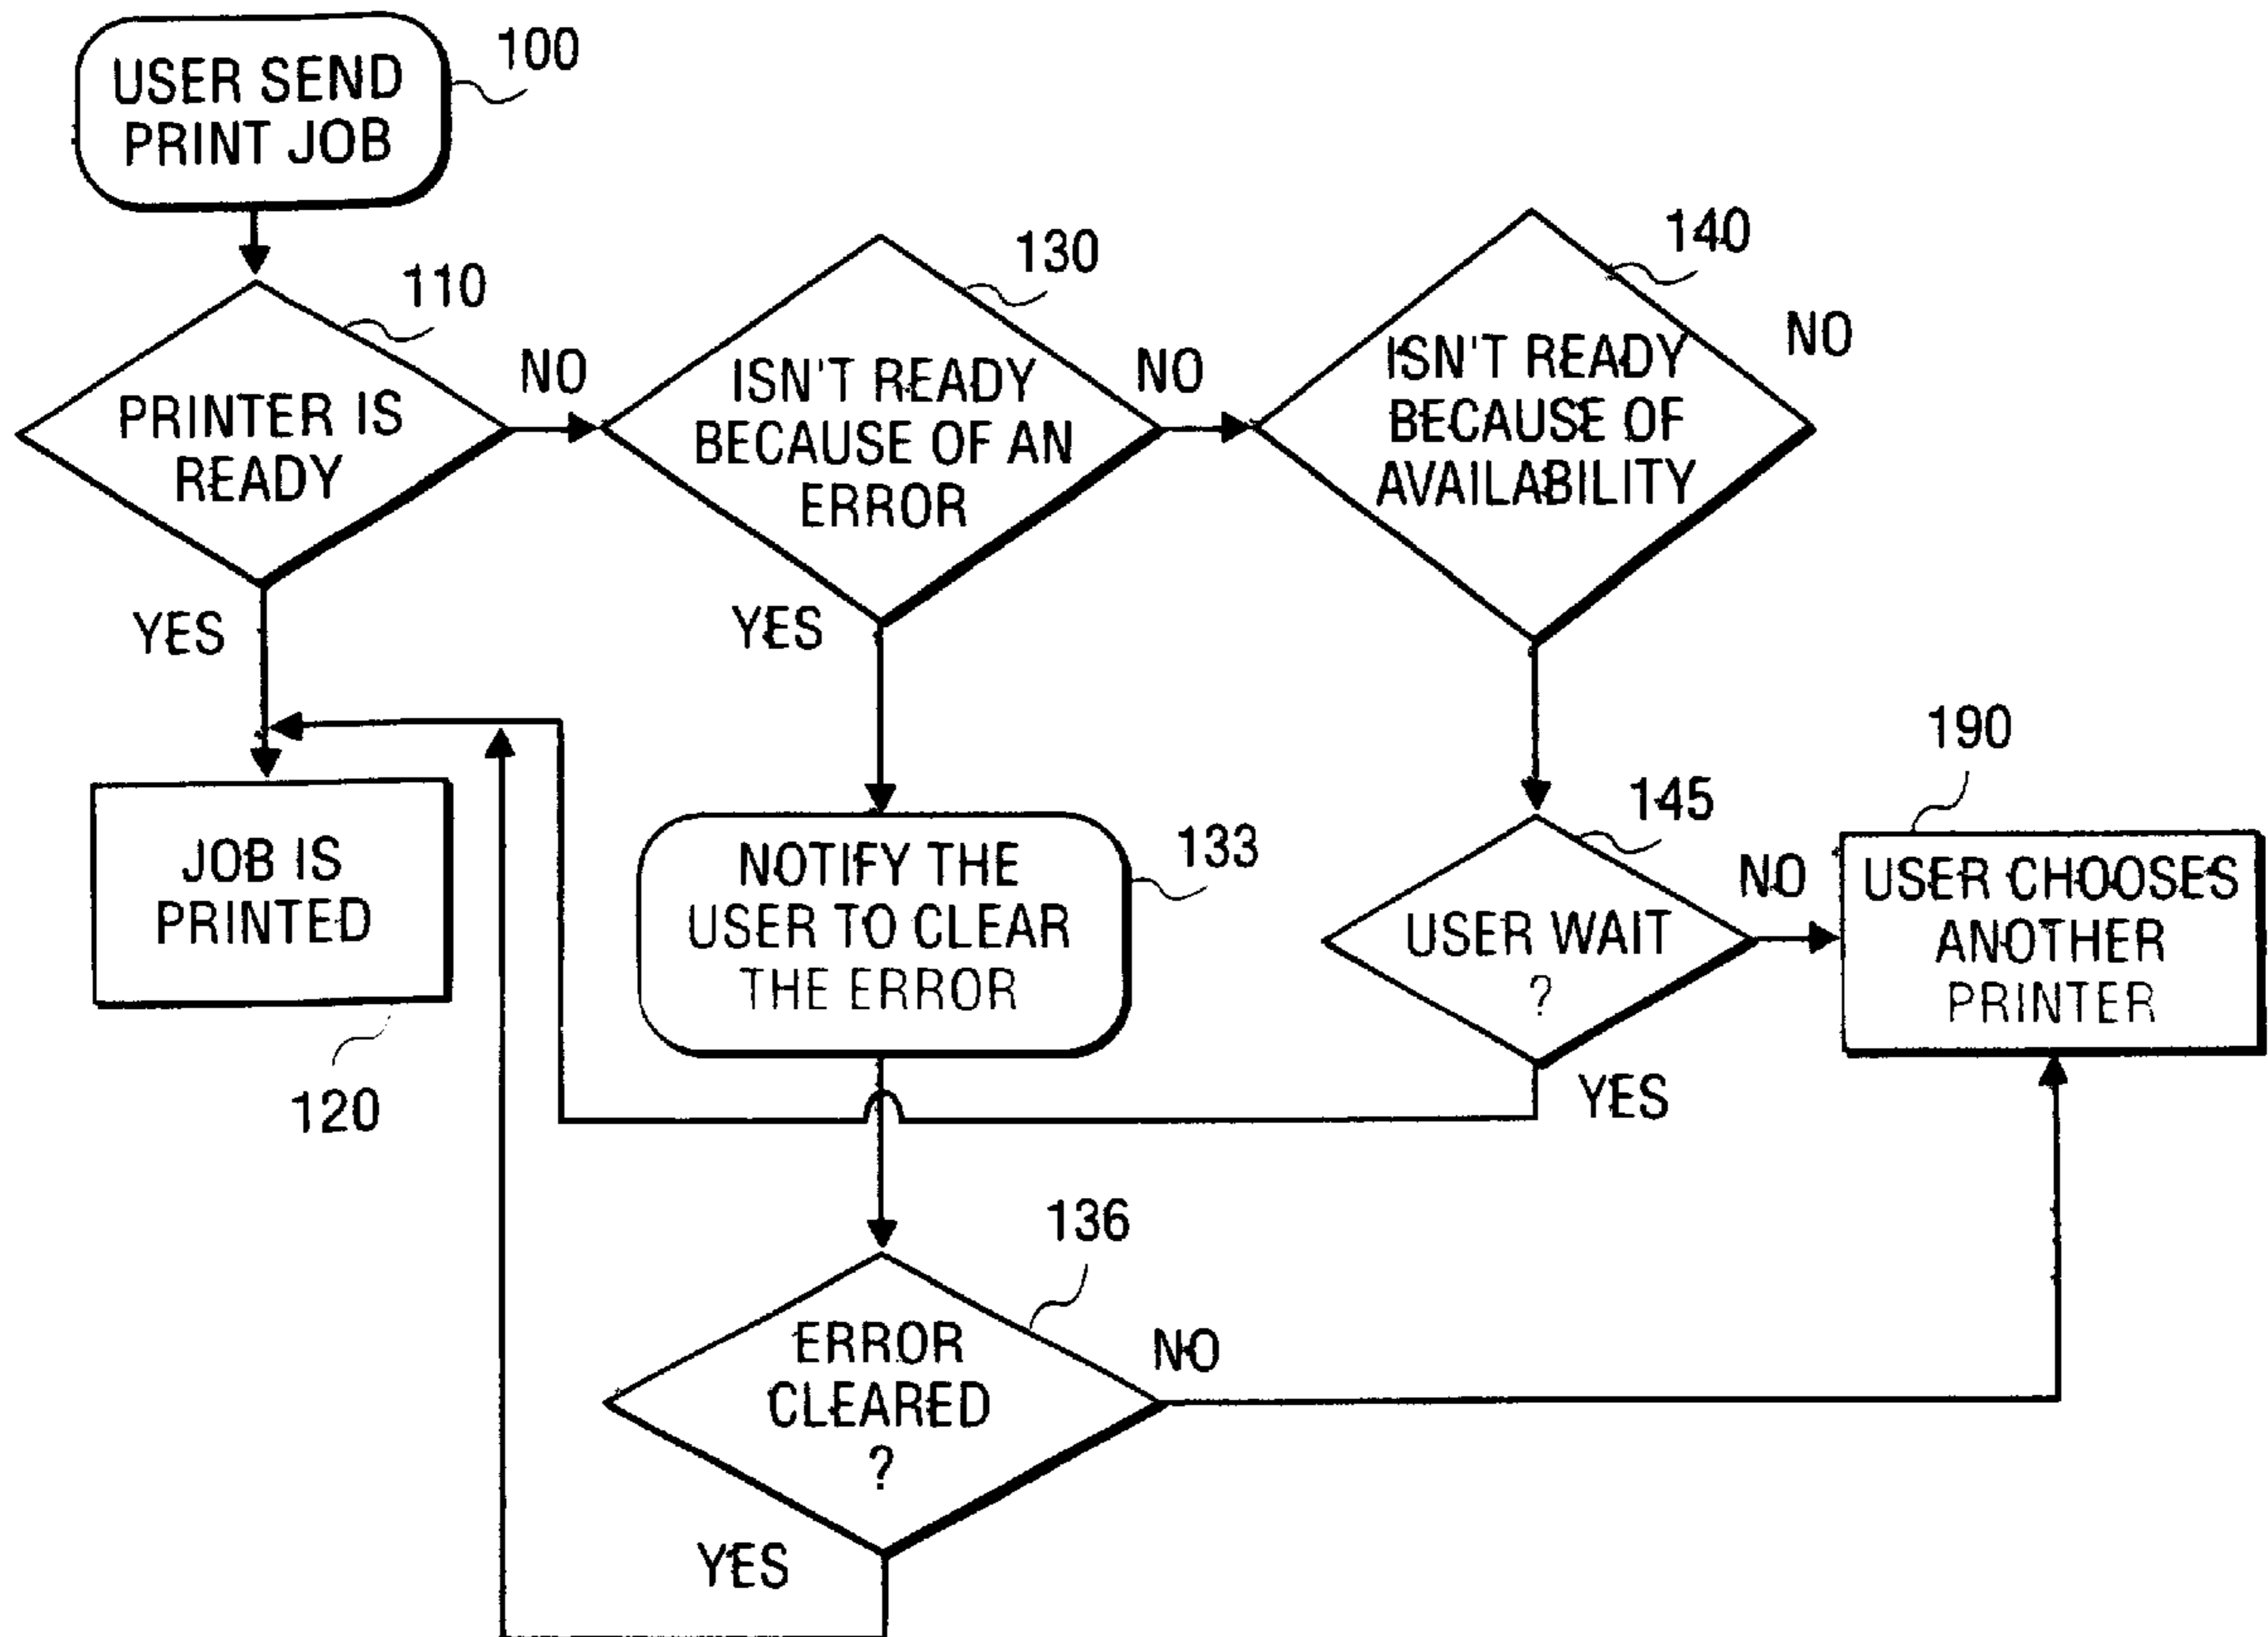 USER SEND
PRINT JOB
100
PRINTER IS
READY
110
NO
YES
ISN'T READY
BECAUSE OF AN
ERROR
130
NO
YES
ISN'T READY
BECAUSE OF
AVAILABILITY
140
NO
JOB IS
PRINTED
120
NOTIFY THE
USER TO CLEAR
THE ERROR
133
USER WAIT
?
145
NO
YES
USER CHOOSES
ANOTHER
PRINTER
190
ERROR
CLEARED
?
136
NO
YES